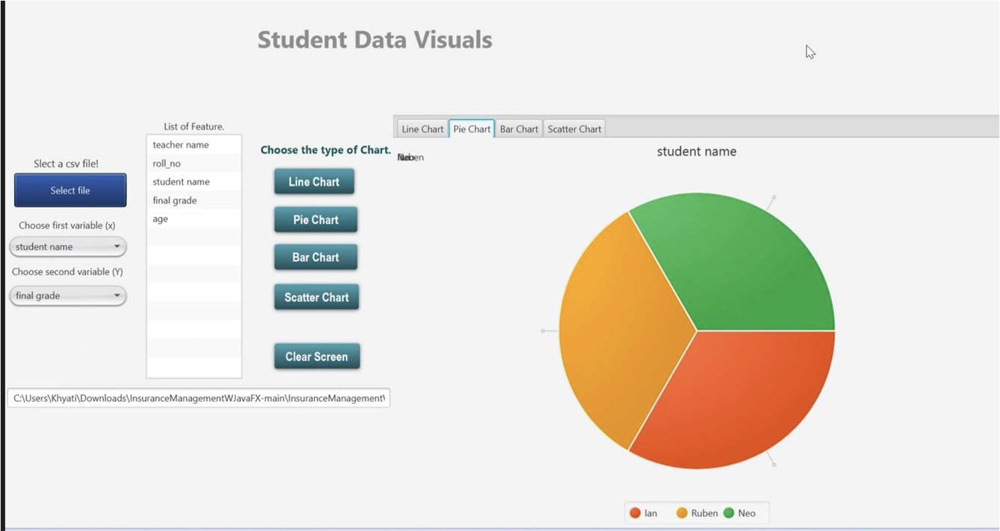 Student Data Visuals
List of Feature.
teacher name
roll_no
student name
final grade
age
Slect a csv file!
Select file
Choose first variable (x)
student name
Choose second variable (Y)
final grade
C:\Users\Khyati\Downloads\InsuranceManagementWJavaFX-main\InsuranceManagement\
Choose the type of Chart.
Line Chart
Pie Chart
Bar Chart
Scatter Chart
Clear Screen
Line Chart Pie Chart Bar Chart Scatter Chart
student name
Ian Ruben Neo